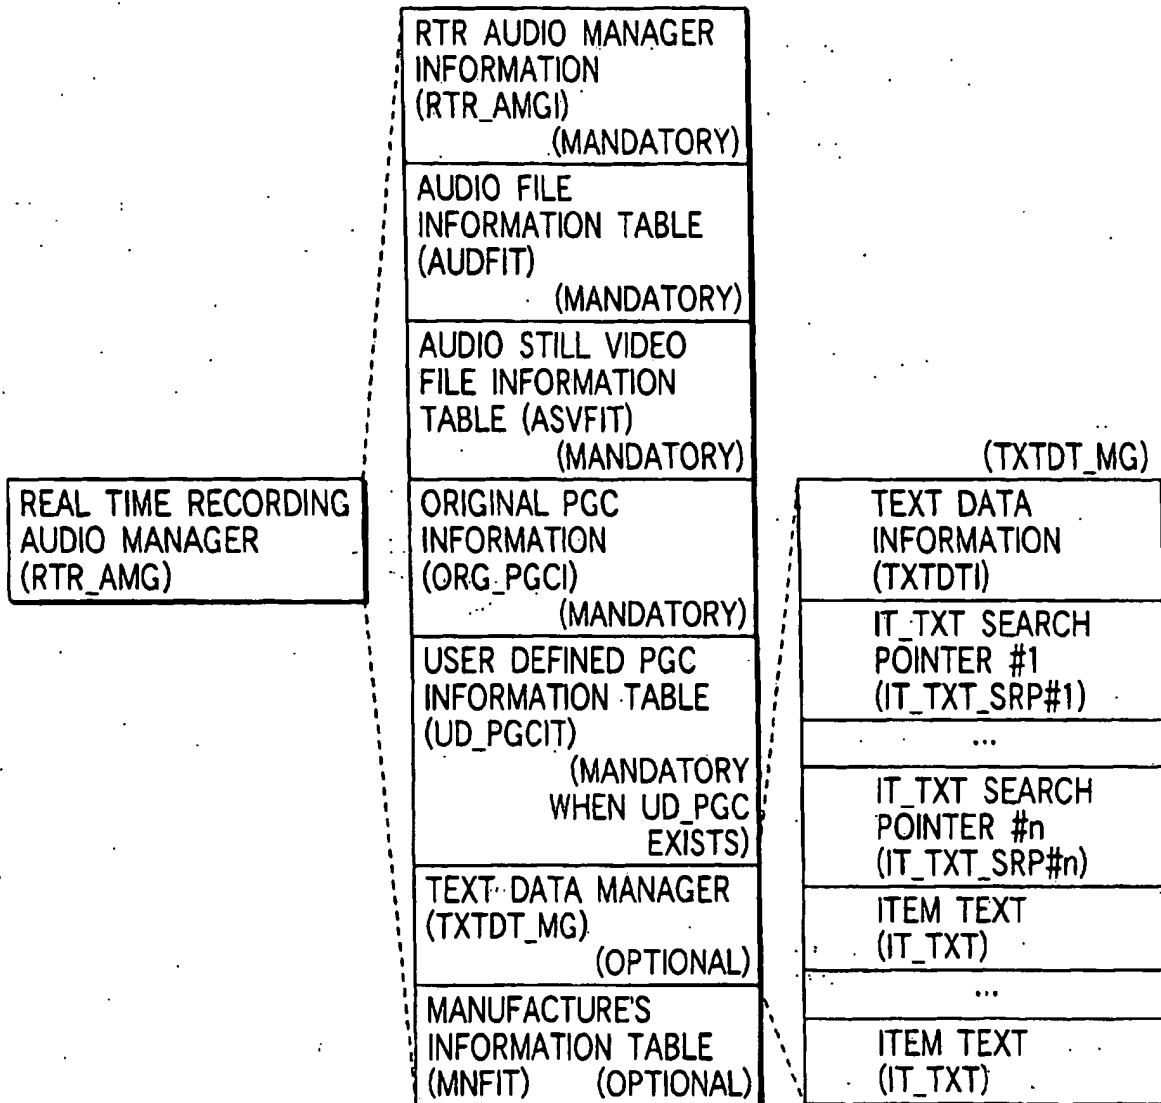 REAL TIME RECORDING
AUDIO MANAGER
(RTR_AMG)
RTR AUDIO MANAGER
INFORMATION
(RTR_AMGI)
(MANDATORY)
AUDIO FILE
INFORMATION TABLE
(AUDFIT)
(MANDATORY)
AUDIO STILL VIDEO
FILE INFORMATION
TABLE (ASVFIT)
(MANDATORY)
ORIGINAL PGC
INFORMATION
(ORG_PGCI)
(MANDATORY)
USER DEFINED PGC
INFORMATION TABLE
(UD_PGCIT)
(MANDATORY
WHEN UD_PGC
EXISTS)
TEXT DATA MANAGER
(TXTDT_MG)
(OPTIONAL)
MANUFACTURE'S
INFORMATION TABLE
(MNFIT) (OPTIONAL)
(TXTDT_MG)
TEXT DATA
INFORMATION
(TXTDTI)
IT_TXT SEARCH
POINTER #1
(IT_TXT_SRP#1)
...
IT_TXT SEARCH
POINTER #n
(IT_TXT_SRP#n)
ITEM TEXT
(IT_TXT)
...
ITEM TEXT
(IT_TXT)